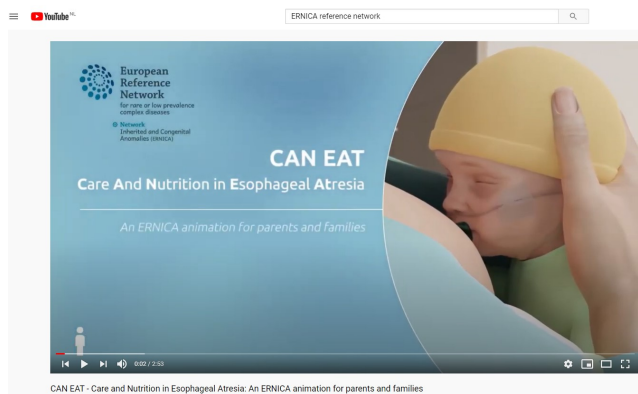 YouTube NL
ERNICA reference network
European
Reference
Network
for rare or low prevalence
complex diseases
Network
Inherited and Congenital
Anomalies (ERNICA)
CAN EAT
Care And Nutrition in Esophageal Atresia
An ERNICA animation for parents and families
0:02 / 2:53
CAN EAT - Care and Nutrition in Esophageal Atresia: An ERNICA animation for parents and families